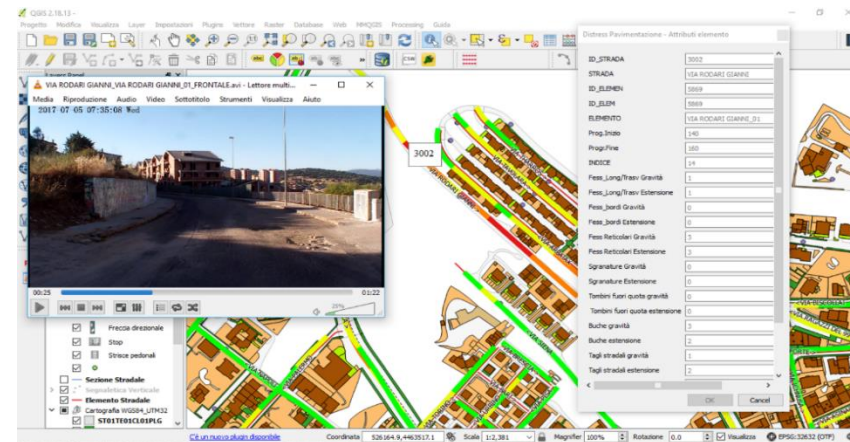 QGIS 2.18.13 -
Progetto Modifica Visualizza Layer Impostazioni Plugins Vettore Raster Database Web MMQGIS Processing Guida
VIA RODARI GIANNI_VIA RODARI GIANNI_01_FRONTALE.avi - Lettore multi...
Media Riproduzione Audio Video Sottotitolo Strumenti Visualizza Aiuto
2017-07-05 07:35:08 Wed
00:25
01:22
Freccia direzionale
Stop
Strisce pedonali
Sezione Stradale
Segnaletica Verticale
Elemento Stradale
Cartografia WGS84_UTM32
ST01TE01CL01PLG
3002
VIA SIENA
Distress Pavimentazione - Attributi elemento
ID_STRADA 3002
STRADA VIA RODARI GIANNI
ID_ELEMEN 5869
ID_ELEM 5869
ELEMENTO VIA RODARI GIANNI_01
Prog.Inizio 140
Progr.Fine 160
INDICE 14
Fess_Long/Trasv Gravità 1
Fess_Long/Trasv Estensione 1
Fess_bordi Gravità 0
Fess_bordi Estensione 0
Fess Reticolari Gravità 3
Fess Reticolari Estensione 3
Sgranature Gravità 0
Sgranature Estensione 0
Tombini fuori quota gravità 0
Tombini fuori quota estensione 0
Buche gravità 3
Buche estensione 2
Tagli stradali gravità 1
Tagli stradali estensione 2
OK Cancel
C'è un nuovo plugin disponibile Coordinata 526164.9,4463517.1 Scala 1:2,381 Magnifier 100% Rotazione 0.0 Visualizza EPSG:32632 (OTF)